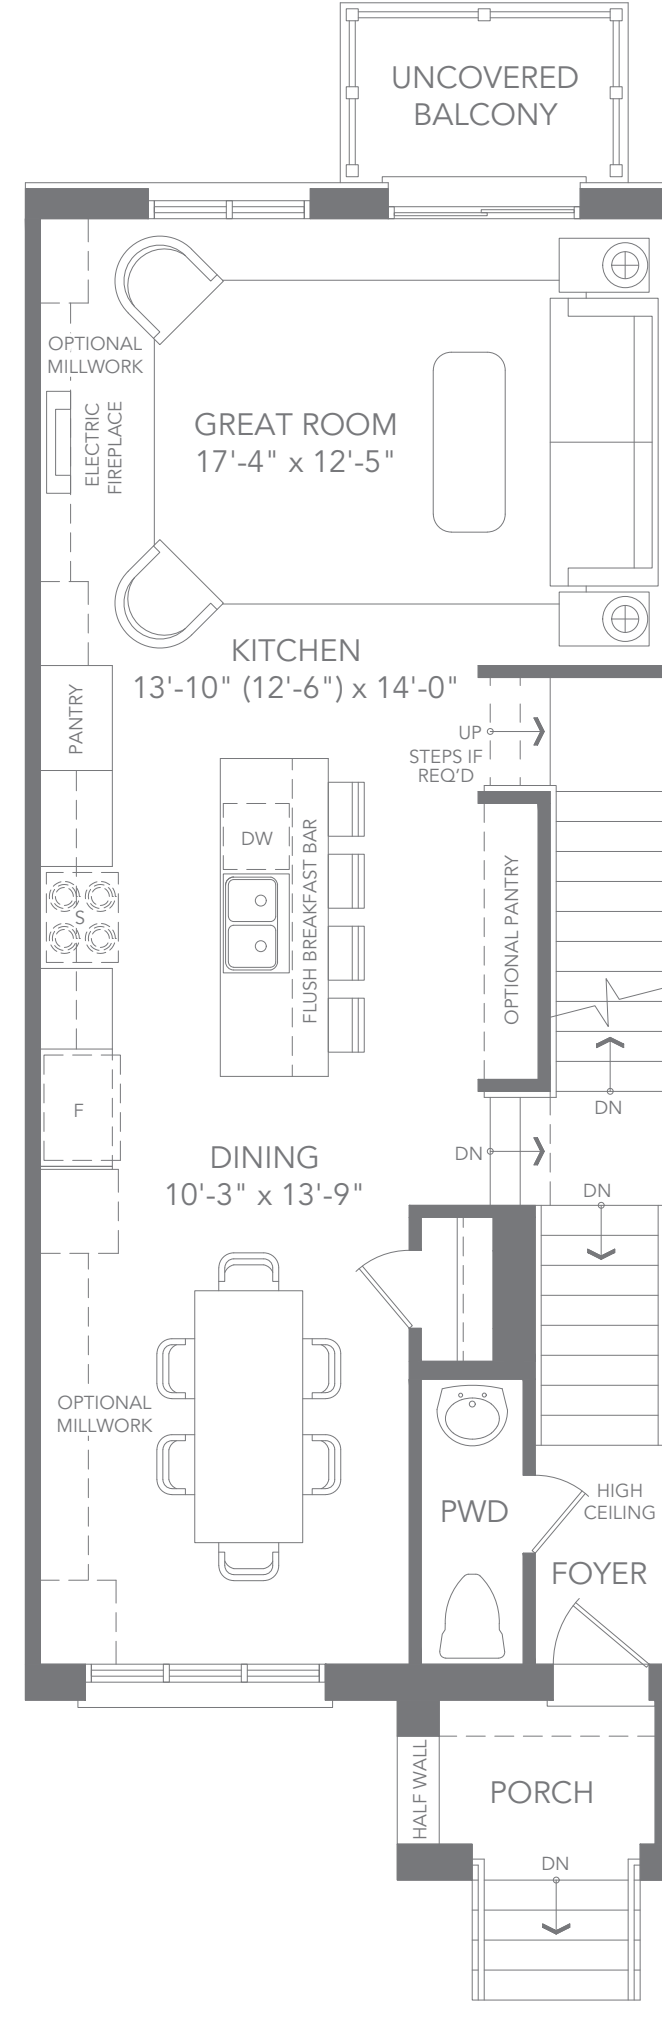 UNCOVERED
BALCONY
OPTIONAL
MILLWORK
ELECTRIC
FIREPLACE
GREAT ROOM
17'-4" x 12'-5"
KITCHEN
13'-10" (12'-6") x 14'-0"
PANTRY
UP
STEPS IF
REQ'D
DW
FLUSH BREAKFAST BAR
S
OPTIONAL PANTRY
F
DN
DINING
10'-3" x 13'-9"
DN
DN
OPTIONAL
MILLWORK
PWD
HIGH
CEILING
FOYER
HALF WALL
PORCH
DN